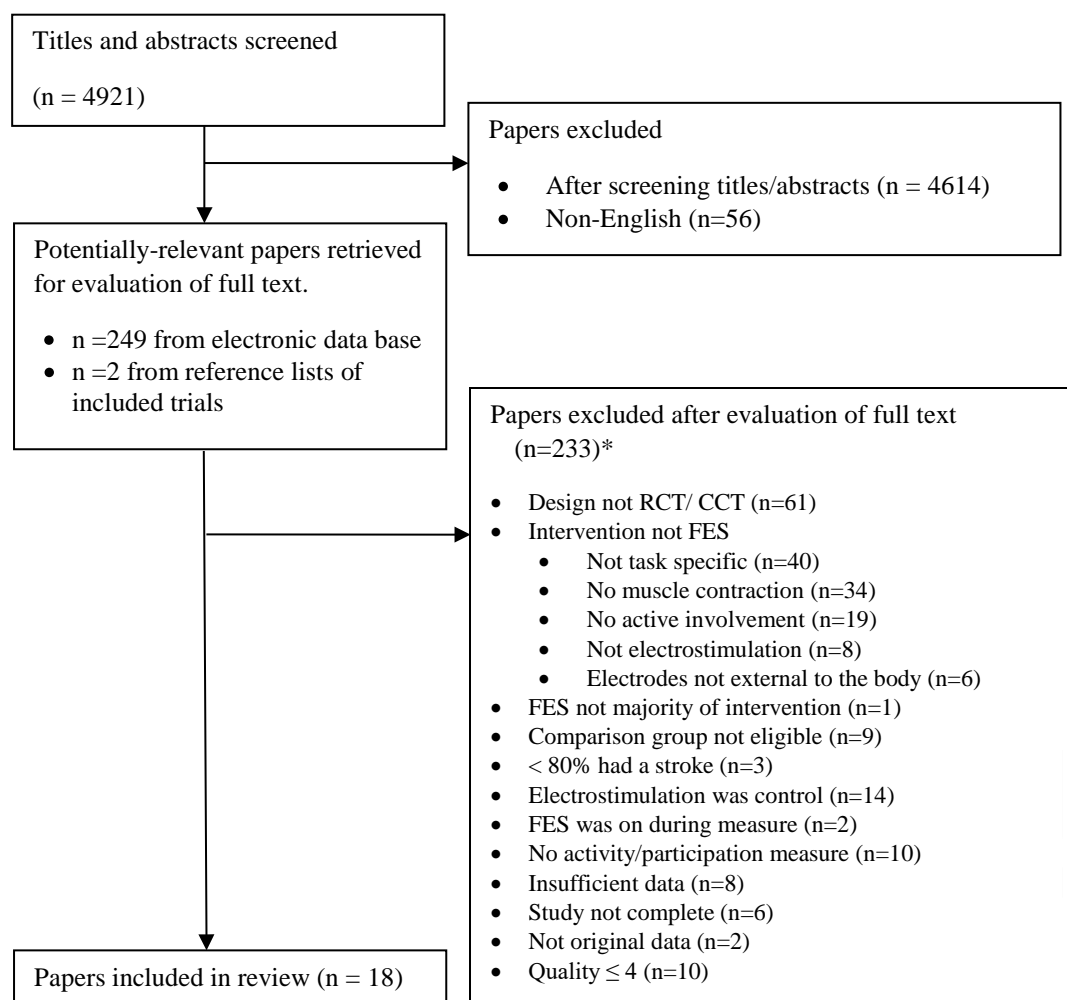 Titles and abstracts screened
(n = 4921)
Papers excluded
• After screening titles/abstracts (n = 4614)
• Non-English (n=56)
Potentially-relevant papers retrieved
for evaluation of full text.
• n =249 from electronic data base
• n =2 from reference lists of
included trials
Papers excluded after evaluation of full text
(n=233)*
• Design not RCT/ CCT (n=61)
• Intervention not FES
• Not task specific (n=40)
• No muscle contraction (n=34)
• No active involvement (n=19)
• Not electrostimulation (n=8)
• Electrodes not external to the body (n=6)
• FES not majority of intervention (n=1)
• Comparison group not eligible (n=9)
• < 80% had a stroke (n=3)
• Electrostimulation was control (n=14)
• FES was on during measure (n=2)
• No activity/participation measure (n=10)
• Insufficient data (n=8)
• Study not complete (n=6)
• Not original data (n=2)
• Quality ≤ 4 (n=10)
Papers included in review (n = 18)